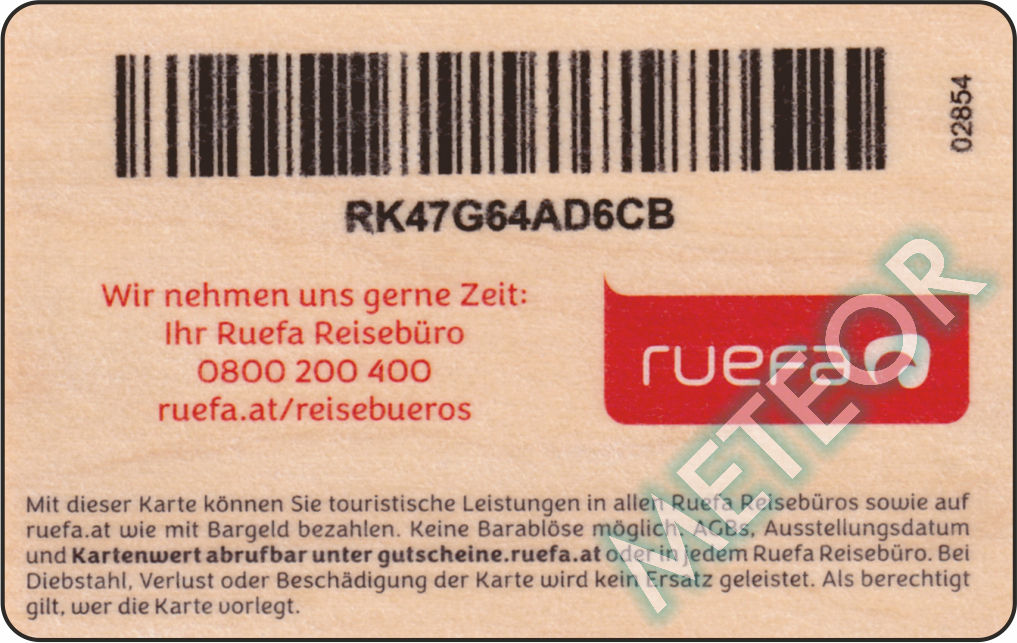 02854
RK47G64AD6CB
Wir nehmen uns gerne Zeit:
Ihr Ruefa Reisebüro
0800 200 400
ruefa.at/reisebueros
ruefa
METEOR
Mit dieser Karte können Sie touristische Leistungen in allen Ruefa Reisebüros sowie auf
ruefa.at wie mit Bargeld bezahlen. Keine Barablöse möglich. AGBs, Ausstellungsdatum
und Kartenwert abrufbar unter gutscheine.ruefa.at oder in jedem Ruefa Reisebüro. Bei
Diebstahl, Verlust oder Beschädigung der Karte wird kein Ersatz geleistet. Als berechtigt
gilt, wer die Karte vorlegt.